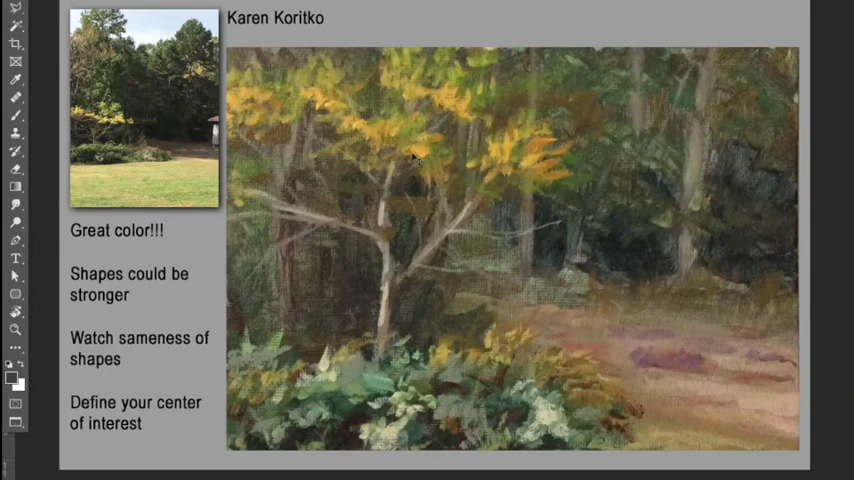 Karen Koritko
Great color!!!
Shapes could be
stronger
Watch sameness of
shapes
Define your center
of interest